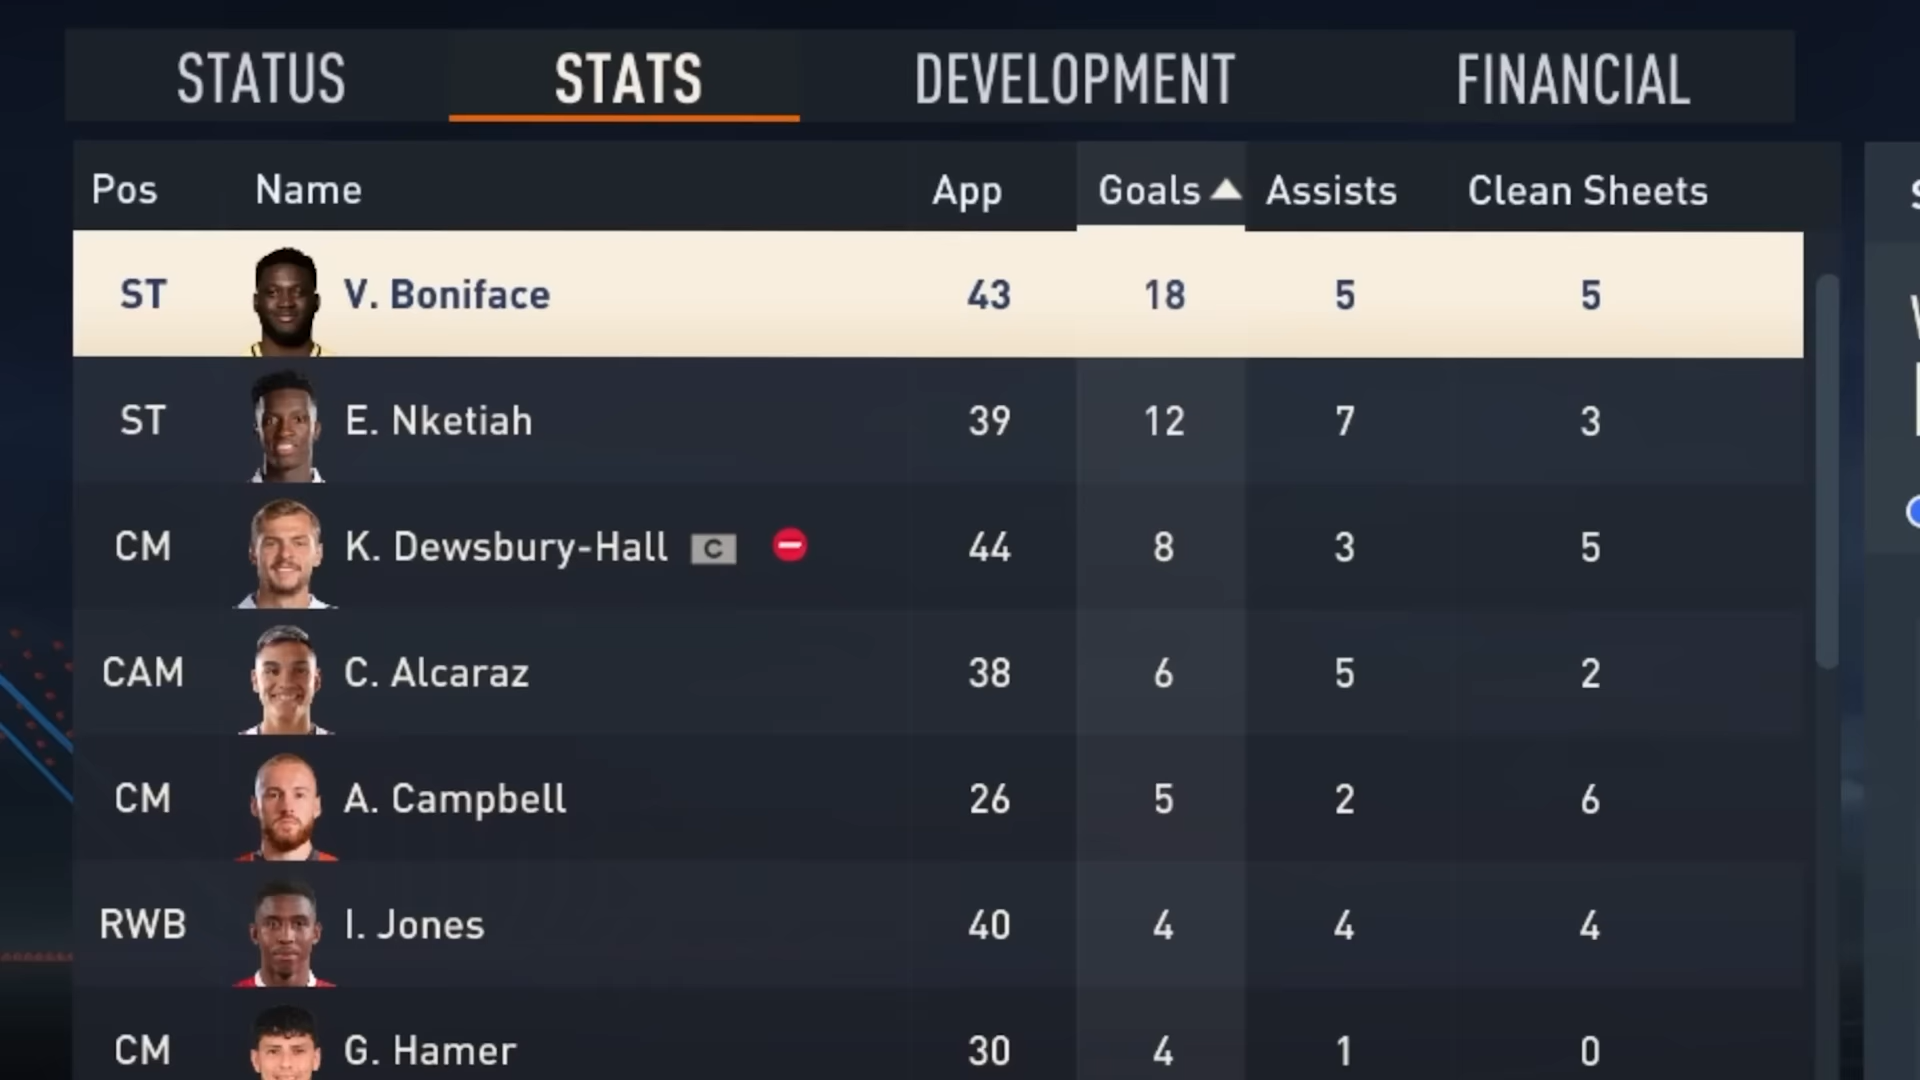 STATUS STATS DEVELOPMENT FINANCIAL
Pos Name App Goals Assists Clean Sheets
ST V. Boniface 43 18 5 5
ST E. Nketiah 39 12 7 3
CM K. Dewsbury-Hall C 44 8 3 5
CAM C. Alcaraz 38 6 5 2
CM A. Campbell 26 5 2 6
RWB I. Jones 40 4 4 4
CM G. Hamer 30 4 1 0